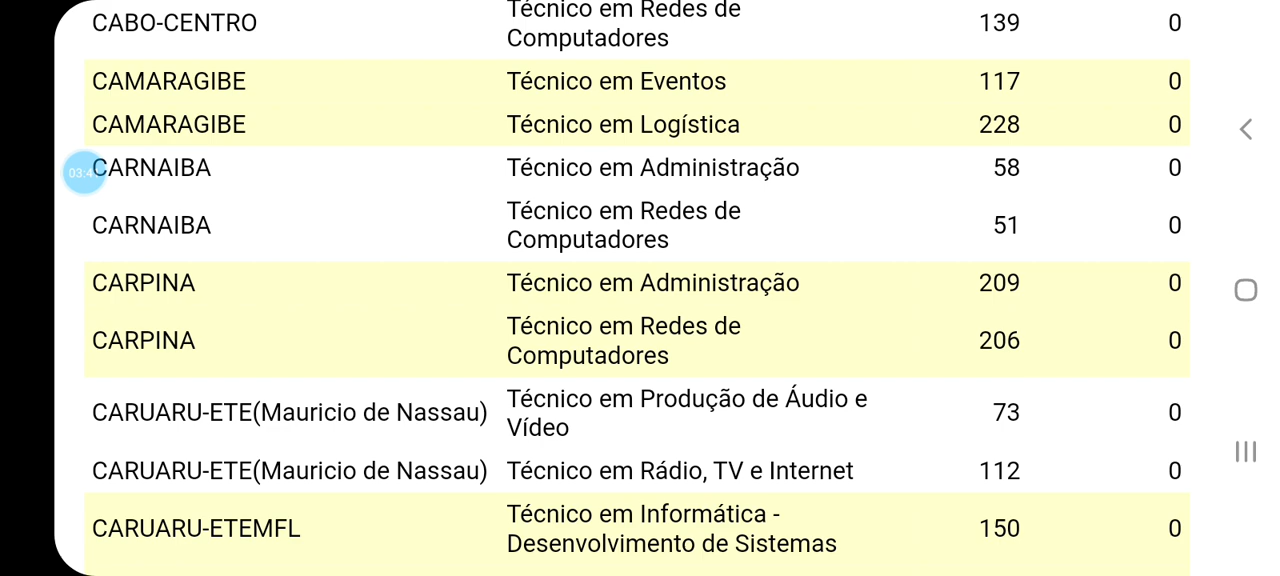 CABO-CENTRO Técnico em Redes de Computadores 139 0
CAMARAGIBE Técnico em Eventos 117 0
CAMARAGIBE Técnico em Logística 228 0
03:4
CARNAIBA Técnico em Administração 58 0
CARNAIBA Técnico em Redes de Computadores 51 0
CARPINA Técnico em Administração 209 0
CARPINA Técnico em Redes de Computadores 206 0
CARUARU-ETE(Mauricio de Nassau) Técnico em Produção de Áudio e Vídeo 73 0
CARUARU-ETE(Mauricio de Nassau) Técnico em Rádio, TV e Internet 112 0
CARUARU-ETEMFL Técnico em Informática - Desenvolvimento de Sistemas 150 0